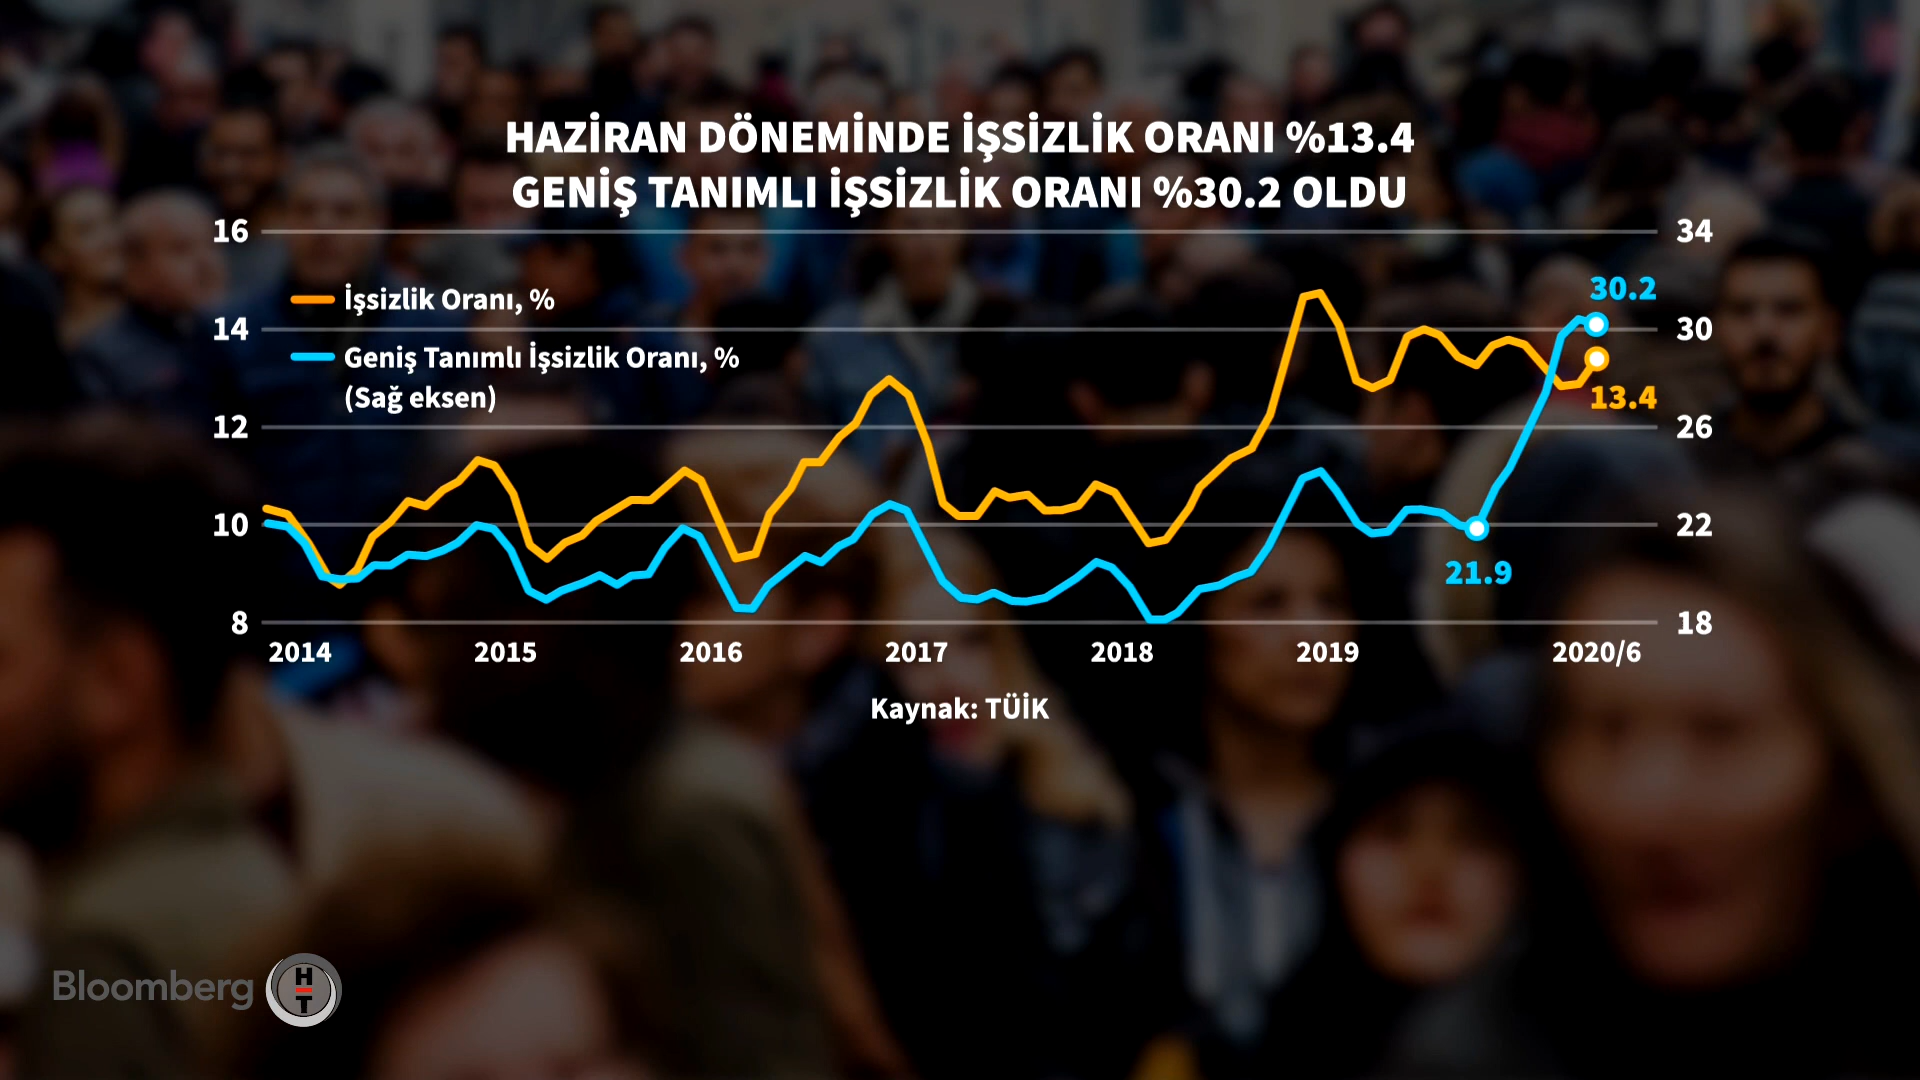 HAZİRAN DÖNEMİNDE İŞSİZLİK ORANI %13.4
GENİŞ TANIMLI İŞSİZLİK ORANI %30.2 OLDU
16
34
30.2
İşsizlik Oranı, %
14
30
Geniş Tanımlı İşsizlik Oranı, %
(Sağ eksen)
13.4
12
26
10
22
21.9
8
18
2014 2015 2016 2017 2018 2019 2020/6
Kaynak: TÜİK
Bloomberg HT